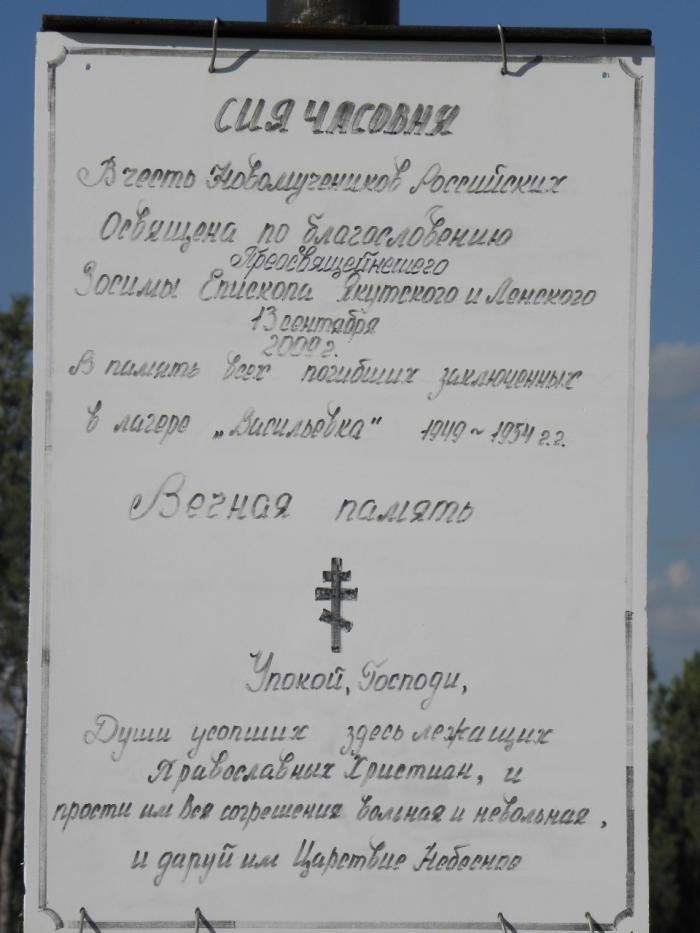 СИЯ ЧАСОВНЯ
В честь Новомучеников Российских
Освящена по благословению
Преосвящейнешего
Зосимы Епископа Якутского и Ленского
13 сентября
2009 г.
В память всех погибших заключенных
в лагере „Васильевка" 1949 ~ 1954 г.г.
Вечная память
Упокой, Господи,
Души усопших здесь лежащих
Православных Христиан, и
прости им Вся согрешения вольная и невольная,
и даруй им Царствие Небесное